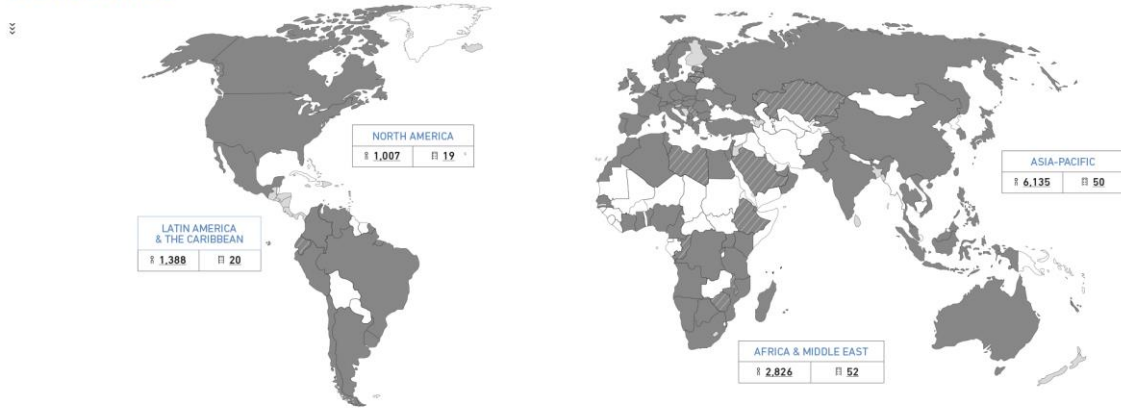 NORTH AMERICA
1,007 19
LATIN AMERICA
& THE CARIBBEAN
1,388 20
ASIA-PACIFIC
6,135 50
AFRICA & MIDDLE EAST
2,826 52